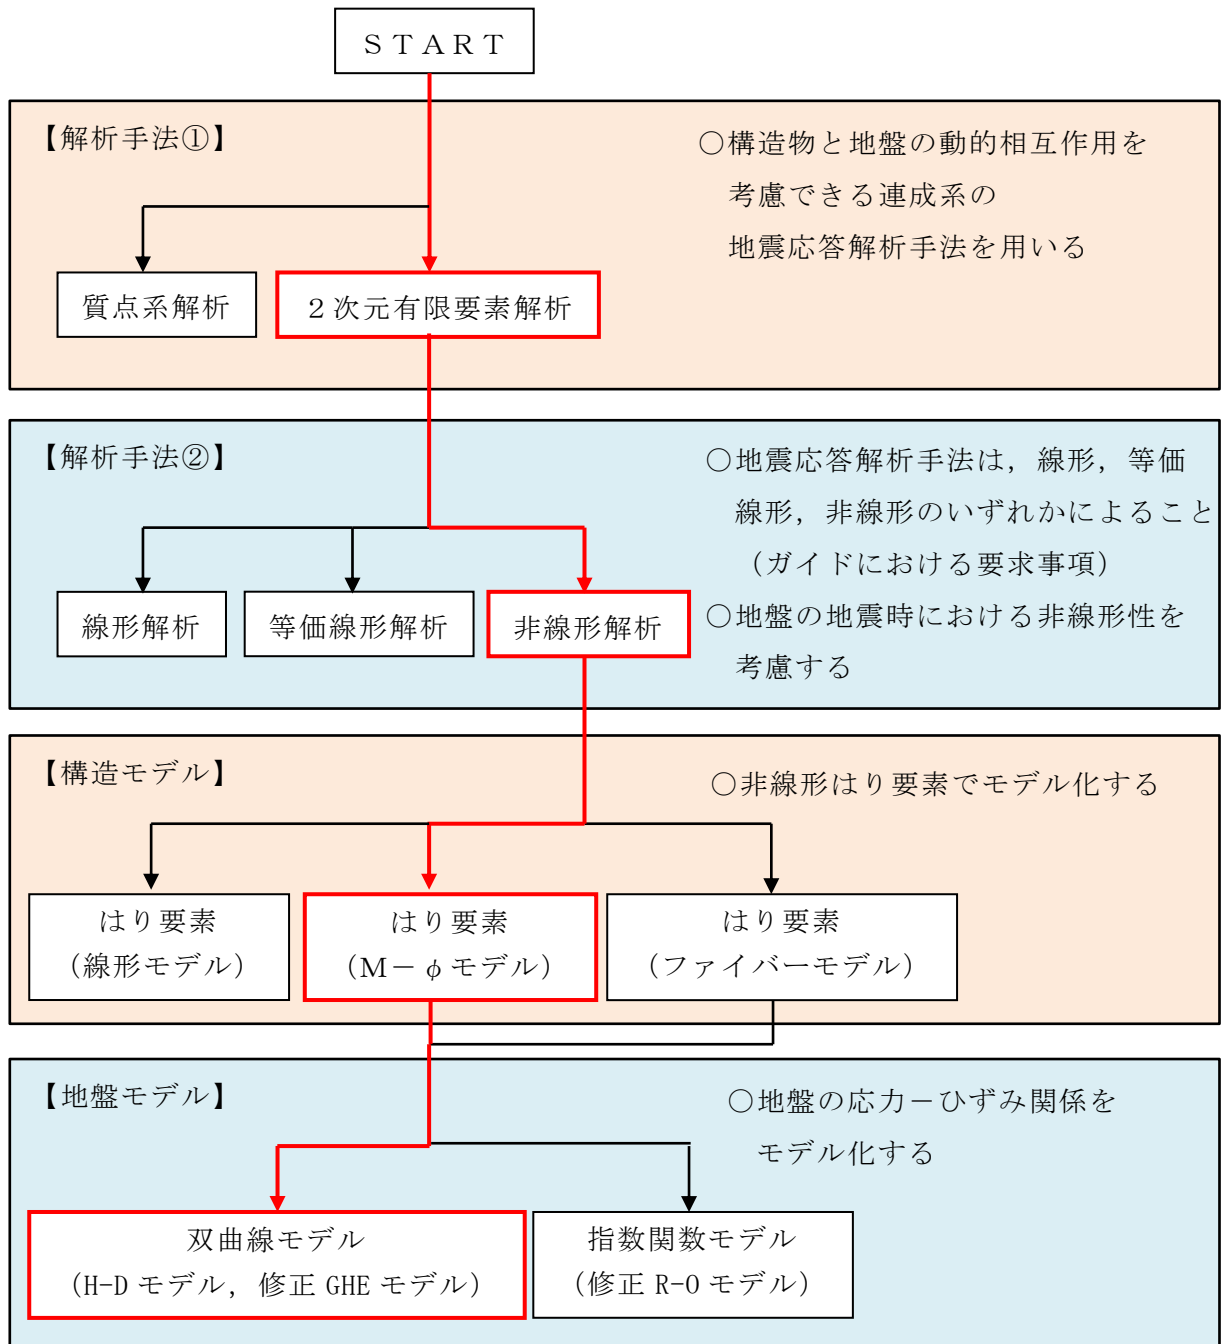 ＳＴＡＲＴ
【解析手法①】
○構造物と地盤の動的相互作用を
考慮できる連成系の
地震応答解析手法を用いる
質点系解析
２次元有限要素解析
【解析手法②】
○地震応答解析手法は，線形，等価
線形，非線形のいずれかによること
（ガイドにおける要求事項）
○地盤の地震時における非線形性を
考慮する
線形解析
等価線形解析
非線形解析
【構造モデル】
○非線形はり要素でモデル化する
はり要素
（線形モデル）
はり要素
（Ｍ－φモデル）
はり要素
（ファイバーモデル）
【地盤モデル】
○地盤の応力－ひずみ関係を
モデル化する
双曲線モデル
（H-D モデル，修正 GHE モデル）
指数関数モデル
（修正 R-O モデル）